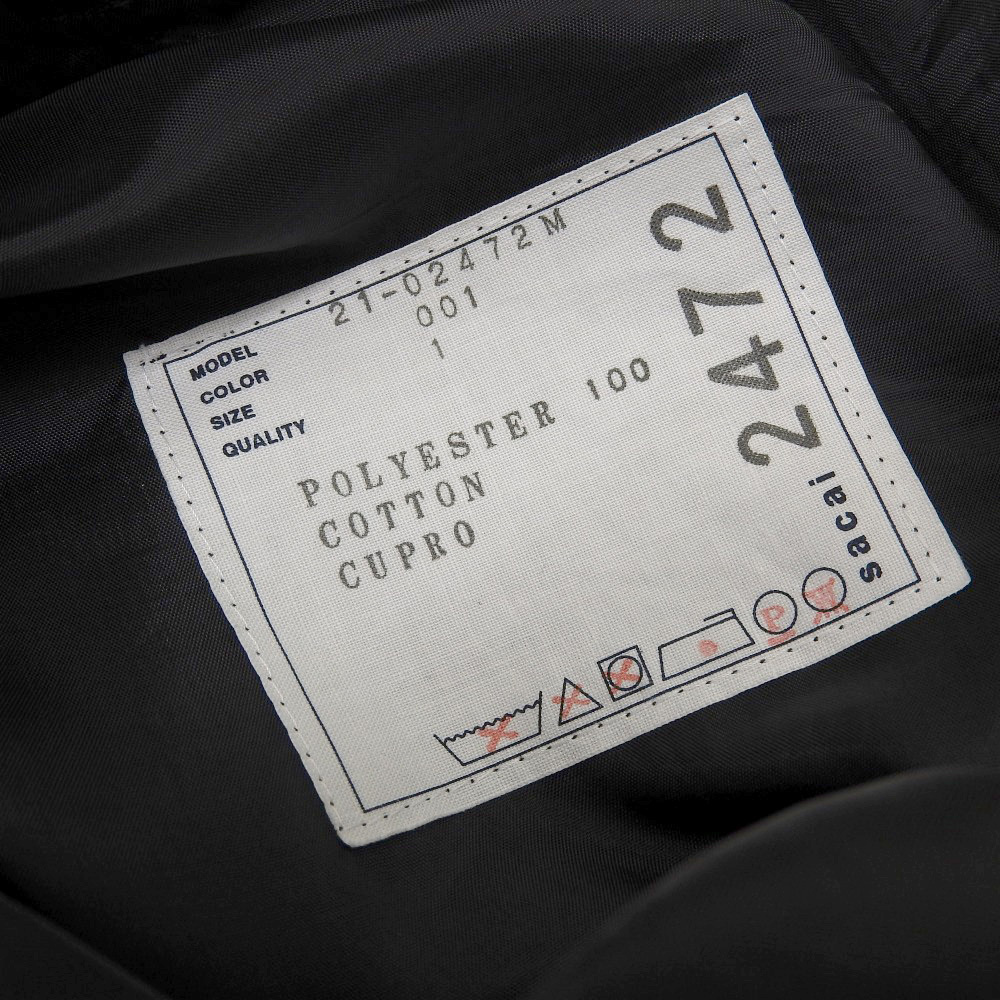 MODEL 21-02472M
COLOR 001
SIZE 1
QUALITY
POLYESTER 100
COTTON
CUPRO
2472
sacai
P
W